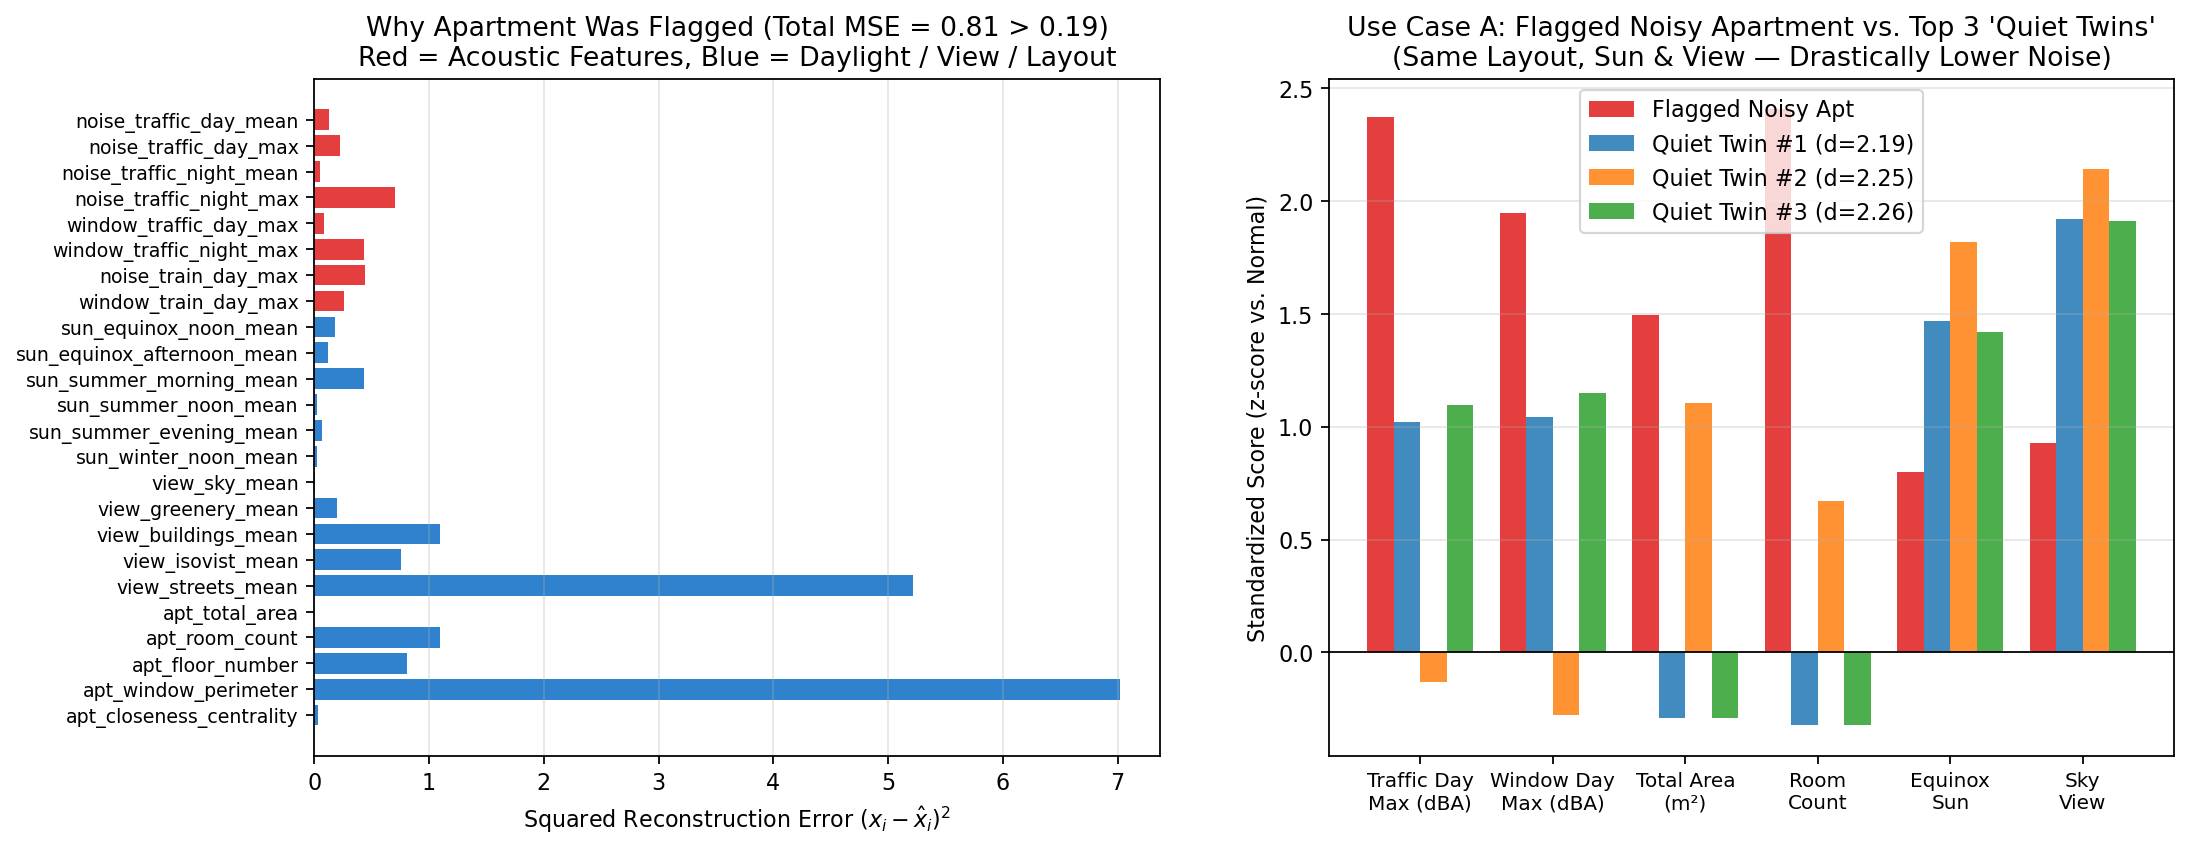 Why Apartment Was Flagged (Total MSE = 0.81 > 0.19)
Red = Acoustic Features, Blue = Daylight / View / Layout
noise_traffic_day_mean
noise_traffic_day_max
noise_traffic_night_mean
noise_traffic_night_max
window_traffic_day_max
window_traffic_night_max
noise_train_day_max
window_train_day_max
sun_equinox_noon_mean
sun_equinox_afternoon_mean
sun_summer_morning_mean
sun_summer_noon_mean
sun_summer_evening_mean
sun_winter_noon_mean
view_sky_mean
view_greenery_mean
view_buildings_mean
view_isovist_mean
view_streets_mean
apt_total_area
apt_room_count
apt_floor_number
apt_window_perimeter
apt_closeness_centrality
0 1 2 3 4 5 6 7
Squared Reconstruction Error (xᵢ − x̂ᵢ)²
Use Case A: Flagged Noisy Apartment vs. Top 3 'Quiet Twins'
(Same Layout, Sun & View — Drastically Lower Noise)
Flagged Noisy Apt
Quiet Twin #1 (d=2.19)
Quiet Twin #2 (d=2.25)
Quiet Twin #3 (d=2.26)
Standardized Score (z-score vs. Normal)
2.5
2.0
1.5
1.0
0.5
0.0
Traffic Day
Max (dBA)
Window Day
Max (dBA)
Total Area
(m²)
Room
Count
Equinox
Sun
Sky
View